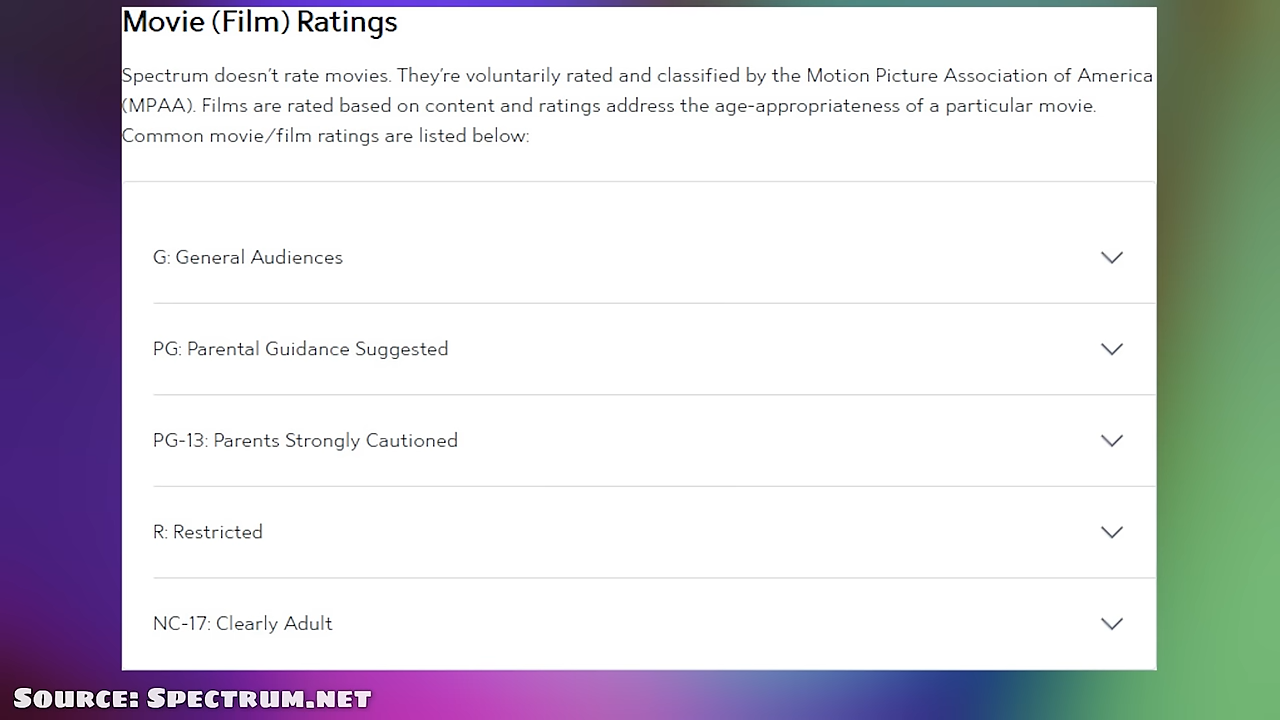 Movie (Film) Ratings
Spectrum doesn't rate movies. They're voluntarily rated and classified by the Motion Picture Association of America
(MPAA). Films are rated based on content and ratings address the age-appropriateness of a particular movie.
Common movie/film ratings are listed below:
G: General Audiences
PG: Parental Guidance Suggested
PG-13: Parents Strongly Cautioned
R: Restricted
NC-17: Clearly Adult
Source: Spectrum.net